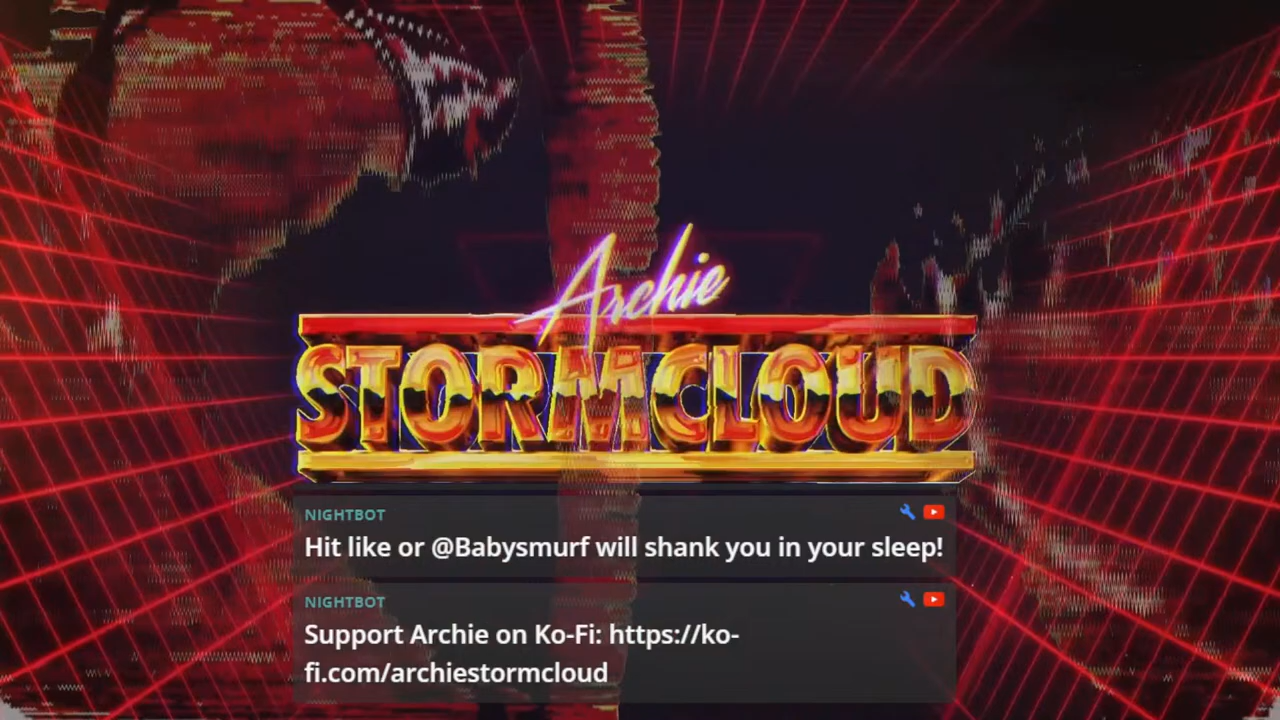 Archie
STORMCLOUD
NIGHTBOT
Hit like or @Babysmurf will shank you in your sleep!
NIGHTBOT
Support Archie on Ko-Fi: https://ko-
fi.com/archiestormcloud